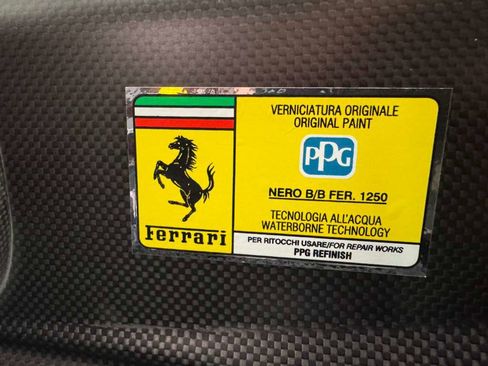 VERNICIATURA ORIGINALE
ORIGINAL PAINT
PPG
NERO B/B FER. 1250
TECNOLOGIA ALL'ACQUA
WATERBORNE TECHNOLOGY
Ferrari
PER RITOCCHI USARE/FOR REPAIR WORKS
PPG REFINISH